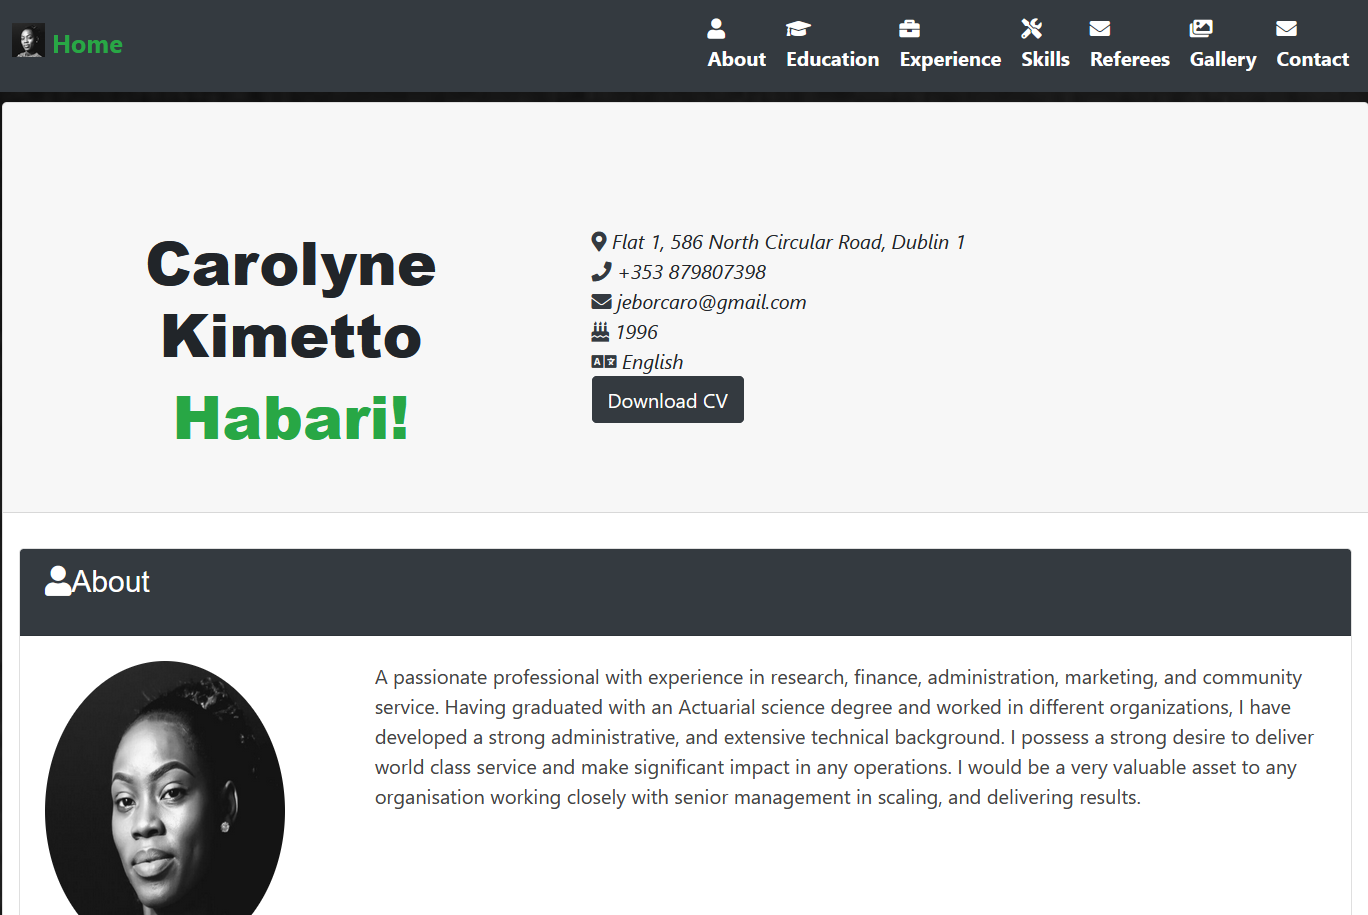 Home
About
Education
Experience
Skills
Referees
Gallery
Contact
Carolyne
Kimetto
Habari!
Flat 1, 586 North Circular Road, Dublin 1
+353 879807398
jeborcaro@gmail.com
1996
English
Download CV
About
A passionate professional with experience in research, finance, administration, marketing, and community
service. Having graduated with an Actuarial science degree and worked in different organizations, I have
developed a strong administrative, and extensive technical background. I possess a strong desire to deliver
world class service and make significant impact in any operations. I would be a very valuable asset to any
organisation working closely with senior management in scaling, and delivering results.